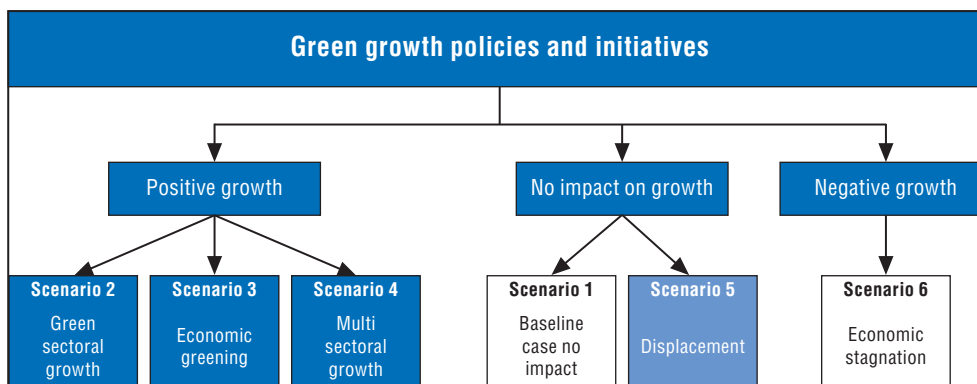 Green growth policies and initiatives
Positive growth
No impact on growth
Negative growth
Scenario 2
Green
sectoral
growth
Scenario 3
Economic
greening
Scenario 4
Multi
sectoral
growth
Scenario 1
Baseline
case no
impact
Scenario 5
Displacement
Scenario 6
Economic
stagnation